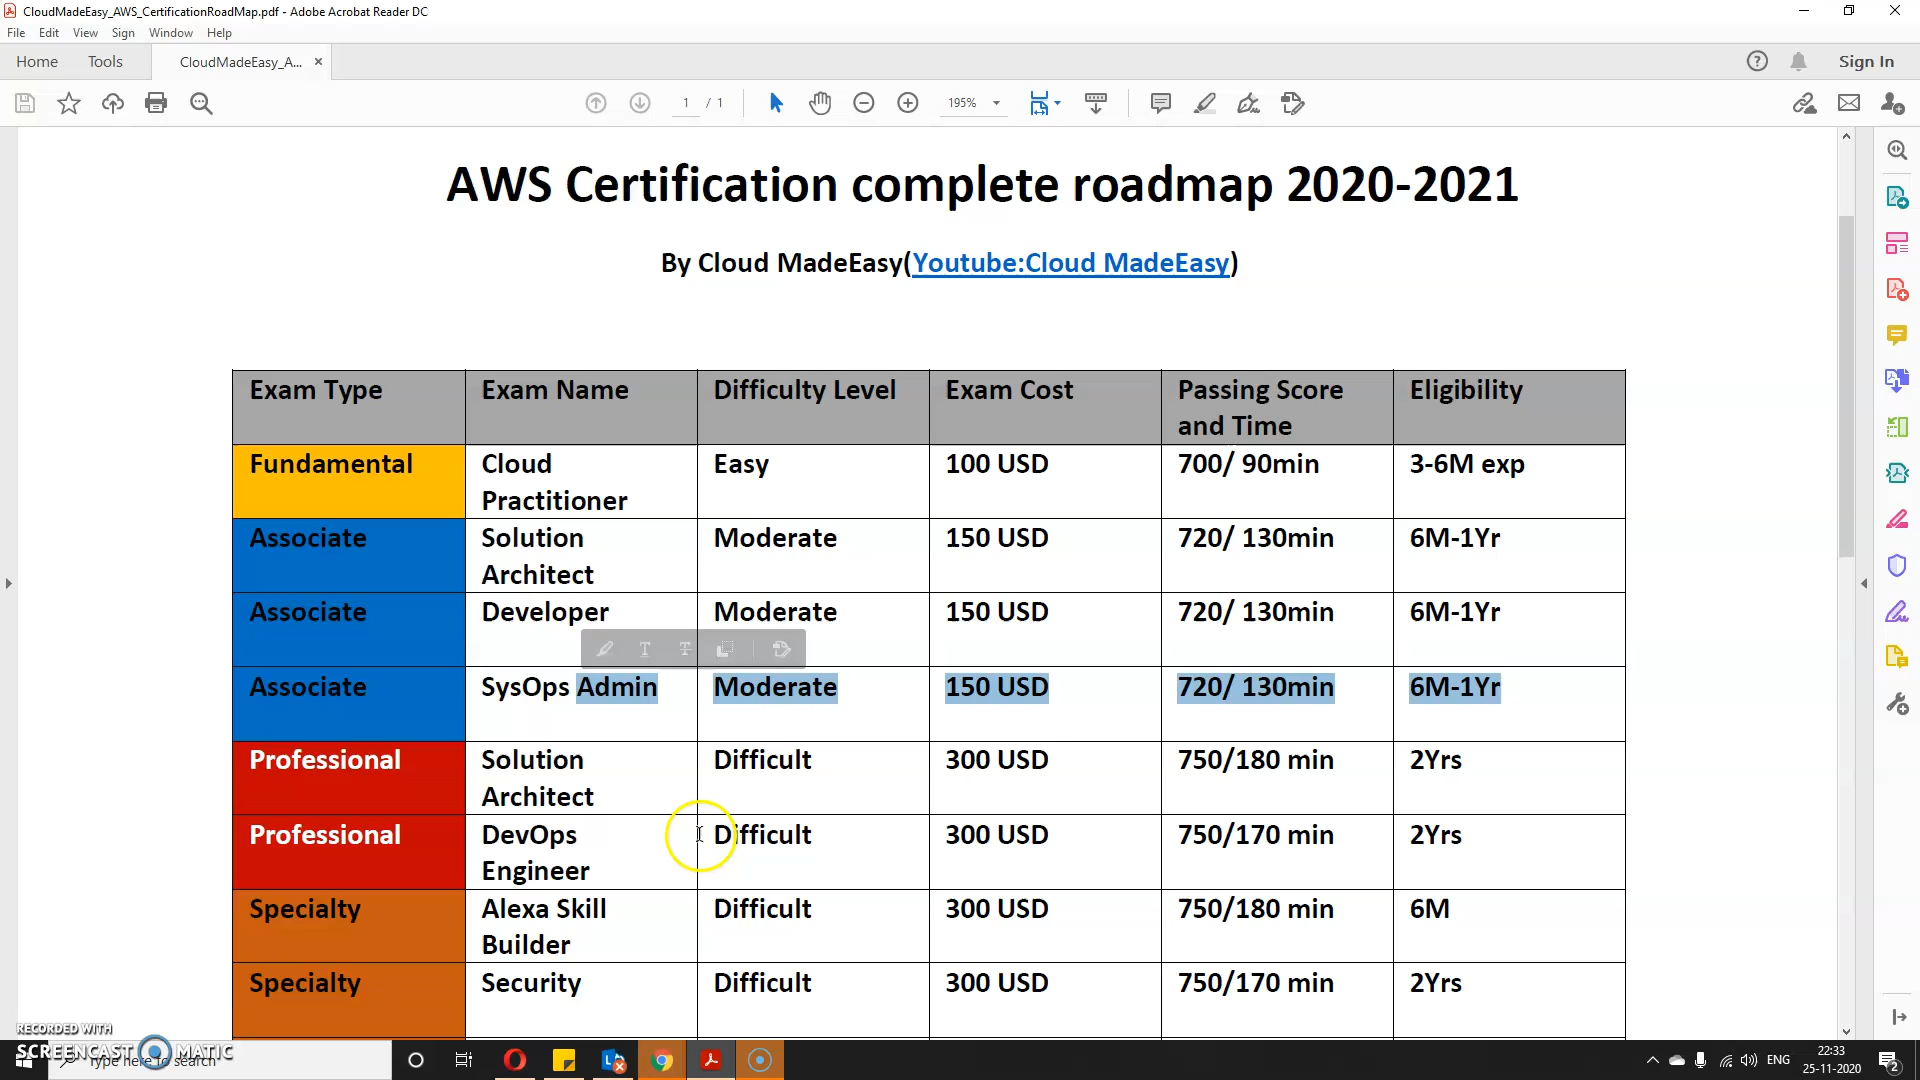 CloudMadeEasy_AWS_CertificationRoadMap.pdf - Adobe Acrobat Reader DC
File Edit View Sign Window Help
Home Tools CloudMadeEasy_A... × Sign In
1 / 1 195%
AWS Certification complete roadmap 2020-2021
By Cloud MadeEasy(Youtube:Cloud MadeEasy)
Exam Type Exam Name Difficulty Level Exam Cost Passing Score and Time Eligibility
Fundamental Cloud Practitioner Easy 100 USD 700/ 90min 3-6M exp
Associate Solution Architect Moderate 150 USD 720/ 130min 6M-1Yr
Associate Developer Moderate 150 USD 720/ 130min 6M-1Yr
Associate SysOps Admin Moderate 150 USD 720/ 130min 6M-1Yr
Professional Solution Architect Difficult 300 USD 750/180 min 2Yrs
Professional DevOps Engineer Difficult 300 USD 750/170 min 2Yrs
Specialty Alexa Skill Builder Difficult 300 USD 750/180 min 6M
Specialty Security Difficult 300 USD 750/170 min 2Yrs
RECORDED WITH
SCREENCAST MATIC
Type here to search
ENG 22:33
25-11-2020 2